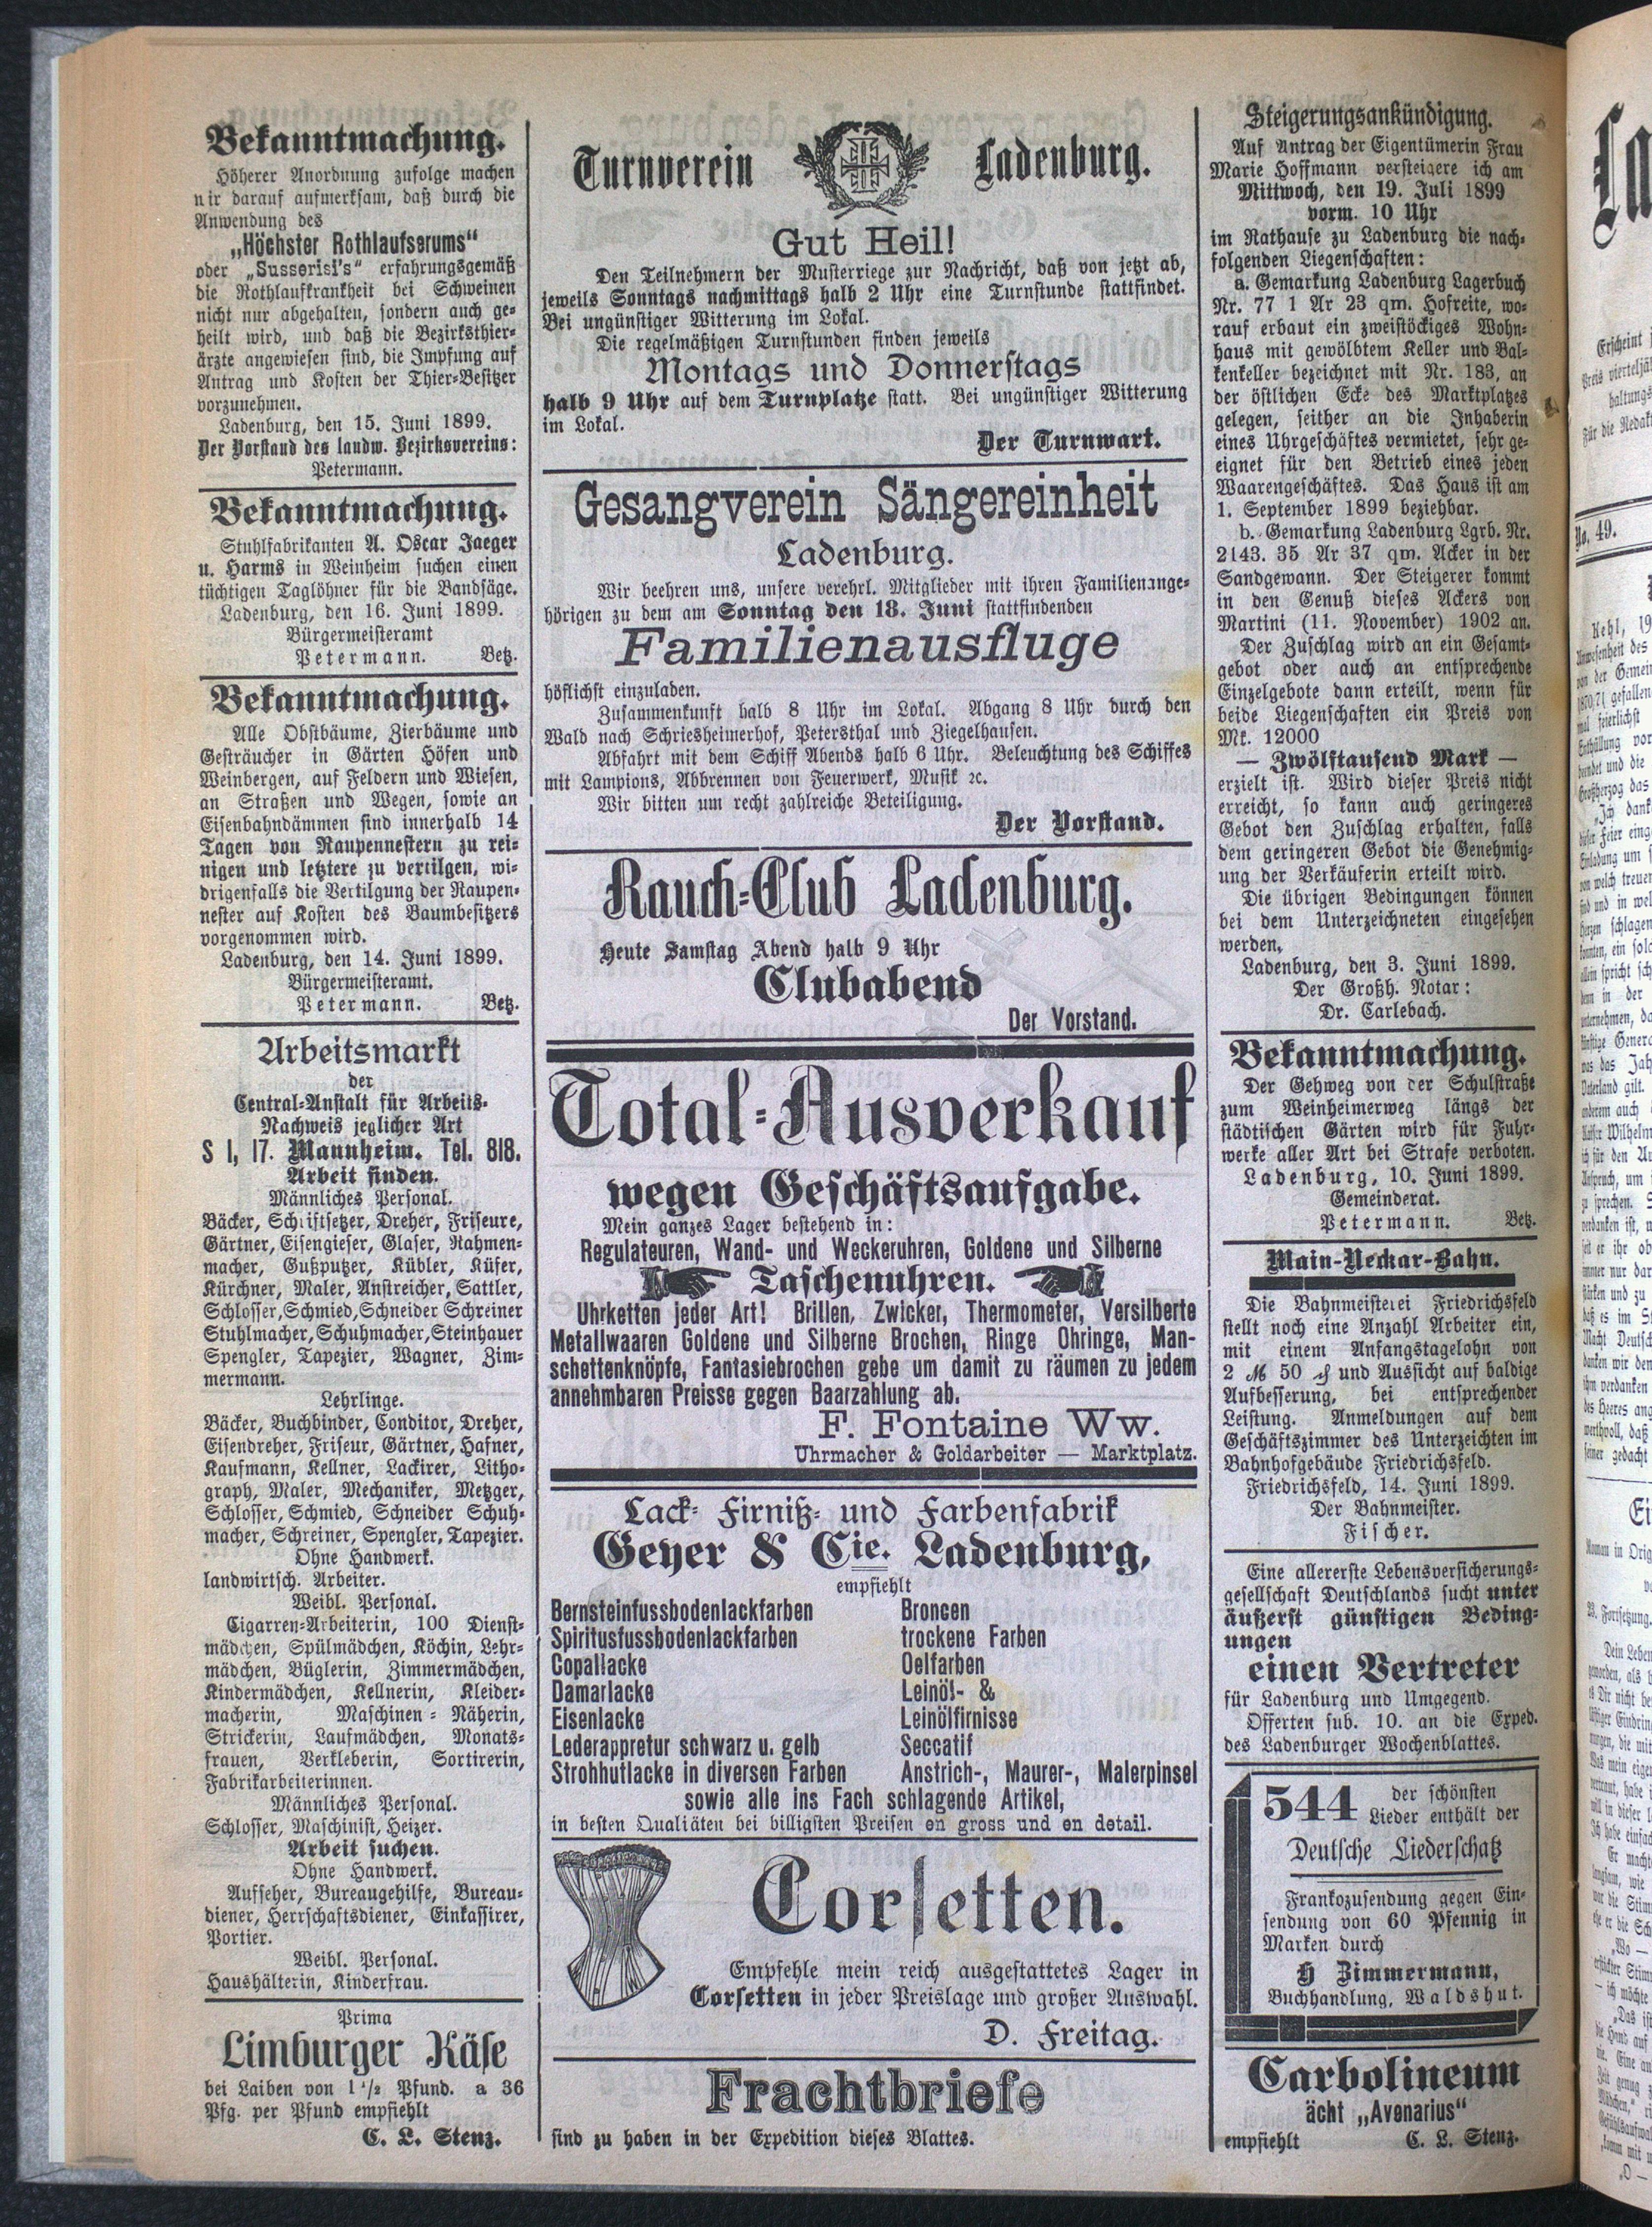 Bekanntmachung.
Höherer Anordnung zufolge machen
wir darauf aufmerksam, daß durch die
Anwendung des
„Höchster Rothlaufserums“
oder „Susserisi's“ erfahrungsgemäß
die Rothlaufkrankheit bei Schweinen
nicht nur abgehalten, sondern auch ge-
heilt wird, und daß die Bezirksthier-
ärzte angewiesen sind, die Impfung auf
Antrag und Kosten der Thier-Besitzer
vorzunehmen.
Ladenburg, den 15. Juni 1899.
Der Vorstand des landw. Bezirksvereins:
Petermann.
Bekanntmachung.
Stuhlfabrikanten A. Oscar Jaeger
u. Harms in Weinheim suchen einen
tüchtigen Taglöhner für die Bandsäge.
Ladenburg, den 16. Juni 1899.
Bürgermeisteramt
Petermann. Betz.
Bekanntmachung.
Alle Obstbäume, Zierbäume und
Gesträucher in Gärten Höfen und
Weinbergen, auf Feldern und Wiesen,
an Straßen und Wegen, sowie an
Eisenbahndämmen sind innerhalb 14
Tagen von Raupennestern zu rei-
nigen und letztere zu vertilgen, wi-
drigenfalls die Vertilgung der Raupen-
nester auf Kosten des Baumbesitzers
vorgenommen wird.
Ladenburg, den 14. Juni 1899.
Bürgermeisteramt.
Petermann. Betz.
Arbeitsmarkt
der
Central-Anstalt für Arbeits-
Nachweis jeglicher Art
S 1, 17. Mannheim. Tel. 818.
Arbeit finden.
Männliches Personal.
Bäcker, Schriftsetzer, Dreher, Friseure,
Gärtner, Eisengieser, Glaser, Rahmen-
macher, Gußputzer, Kübler, Küfer,
Kürchner, Maler, Anstreicher, Sattler,
Schlosser, Schmied, Schneider Schreiner
Stuhlmacher, Schuhmacher, Steinhauer
Spengler, Tapezier, Wagner, Zim-
mermann.
Lehrlinge.
Bäcker, Buchbinder, Conditor, Dreher,
Eisendreher, Friseur, Gärtner, Hafner,
Kaufmann, Kellner, Lackirer, Litho-
graph, Maler, Mechaniker, Metzger,
Schlosser, Schmied, Schneider Schuh-
macher, Schreiner, Spengler, Tapezier.
Ohne Handwerk.
landwirtsch. Arbeiter.
Weibl. Personal.
Cigarren-Arbeiterin, 100 Dienst-
mädchen, Spülmädchen, Köchin, Lehr-
mädchen, Büglerin, Zimmermädchen,
Kindermädchen, Kellnerin, Kleider-
macherin, Maschinen-Näherin,
Strickerin, Laufmädchen, Monats-
frauen, Verkleberin, Sortirerin,
Fabrikarbeiterinnen.
Männliches Personal.
Schlosser, Maschinist, Heizer.
Arbeit suchen.
Ohne Handwerk.
Aufseher, Bureaugehilfe, Bureau-
diener, Herrschaftsdiener, Einkassirer,
Portier.
Weibl. Personal.
Haushälterin, Kinderfrau.
Prima
Limburger Käse
bei Laiben von 1 1/2 Pfund. a 36
Pfg. per Pfund empfiehlt
C. L. Stenz.
Turnverein Ladenburg.
Gut Heil!
Den Teilnehmern der Musterriege zur Nachricht, daß von jetzt ab,
jeweils Sonntags nachmittags halb 2 Uhr eine Turnstunde stattfindet.
Bei ungünstiger Witterung im Lokal.
Die regelmäßigen Turnstunden finden jeweils
Montags und Donnerstags
halb 9 Uhr auf dem Turnplatze statt. Bei ungünstiger Witterung
im Lokal.
Der Turnwart.
Gesangverein Sängereinheit
Ladenburg.
Wir beehren uns, unsere verehrl. Mitglieder mit ihren Familienange-
hörigen zu dem am Sonntag den 18. Juni stattfindenden
Familienausfluge
höflichst einzuladen.
Zusammenkunft halb 8 Uhr im Lokal. Abgang 8 Uhr durch den
Wald nach Schriesheimerhof, Petersthal und Ziegelhausen.
Abfahrt mit dem Schiff Abends halb 6 Uhr. Beleuchtung des Schiffes
mit Lampions, Abbrennen von Feuerwerk, Musik ꝛc.
Wir bitten um recht zahlreiche Beteiligung.
Der Vorstand.
Rauch-Club Ladenburg.
Heute Samstag Abend halb 9 Uhr
Clubabend
Der Vorstand.
Total-Ausverkauf
wegen Geschäftsaufgabe.
Mein ganzes Lager bestehend in:
Regulateuren, Wand- und Weckeruhren, Goldene und Silberne
Taschenuhren.
Uhrketten jeder Art! Brillen, Zwicker, Thermometer, Versilberte
Metallwaaren Goldene und Silberne Brochen, Ringe Ohringe, Man-
schettenknöpfe, Fantasiebrochen gebe um damit zu räumen zu jedem
annehmbaren Preisse gegen Baarzahlung ab.
F. Fontaine Ww.
Uhrmacher & Goldarbeiter — Marktplatz.
Lack- Firniß- und Farbenfabrik
Geyer & Cie. Ladenburg,
empfiehlt
Bernsteinfussbodenlackfarben Broncen
Spiritusfussbodenlackfarben trockene Farben
Copallacke Oelfarben
Damarlacke Leinöl- &
Eisenlacke Leinölfirnisse
Lederappretur schwarz u. gelb Seccatif
Strohhutlacke in diversen Farben Anstrich-, Maurer-, Malerpinsel
sowie alle ins Fach schlagende Artikel,
in besten Qualiäten bei billigsten Preisen en gross und en detail.
Corsetten.
Empfehle mein reich ausgestattetes Lager in
Corsetten in jeder Preislage und großer Auswahl.
D. Freitag.
Frachtbriefe
sind zu haben in der Expedition dieses Blattes.
Steigerungsankündigung.
Auf Antrag der Eigentümerin Frau
Marie Hoffmann versteigere ich am
Mittwoch, den 19. Juli 1899
vorm. 10 Uhr
im Rathause zu Ladenburg die nach-
folgenden Liegenschaften:
a. Gemarkung Ladenburg Lagerbuch
Nr. 77 1 Ar 23 qm. Hofreite, wo-
rauf erbaut ein zweistöckiges Wohn-
haus mit gewölbtem Keller und Bal-
kenkeller bezeichnet mit Nr. 183, an
der östlichen Ecke des Marktplatzes
gelegen, seither an die Inhaberin
eines Uhrgeschäftes vermietet, sehr ge-
eignet für den Betrieb eines jeden
Waarengeschäftes. Das Haus ist am
1. September 1899 beziehbar.
b. Gemarkung Ladenburg Lgrb. Nr.
2143. 35 Ar 37 qm. Acker in der
Sandgewann. Der Steigerer kommt
in den Genuß dieses Ackers von
Martini (11. November) 1902 an.
Der Zuschlag wird an ein Gesamt-
gebot oder auch an entsprechende
Einzelgebote dann erteilt, wenn für
beide Liegenschaften ein Preis von
Mk. 12000
— Zwölftausend Mark —
erzielt ist. Wird dieser Preis nicht
erreicht, so kann auch geringeres
Gebot den Zuschlag erhalten, falls
dem geringeren Gebot die Genehmig-
ung der Verkäuferin erteilt wird.
Die übrigen Bedingungen können
bei dem Unterzeichneten eingesehen
werden.
Ladenburg, den 3. Juni 1899.
Der Großh. Notar:
Dr. Carlebach.
Bekanntmachung.
Der Gehweg von der Schulstraße
zum Weinheimerweg längs der
städtischen Gärten wird für Fuhr-
werke aller Art bei Strafe verboten.
Ladenburg, 10. Juni 1899.
Gemeinderat.
Petermann. Betz.
Main-Neckar-Bahn.
Die Bahnmeisterei Friedrichsfeld
stellt noch eine Anzahl Arbeiter ein,
mit einem Anfangstagelohn von
2 ℳ 50 ₰ und Aussicht auf baldige
Aufbesserung, bei entsprechender
Leistung. Anmeldungen auf dem
Geschäftszimmer des Unterzeichten im
Bahnhofgebäude Friedrichsfeld.
Friedrichsfeld, 14. Juni 1899.
Der Bahnmeister.
Fischer.
Eine allererste Lebensversicherungs-
gesellschaft Deutschlands sucht unter
äußerst günstigen Beding-
ungen
einen Vertreter
für Ladenburg und Umgegend.
Offerten sub. 10. an die Exped.
des Ladenburger Wochenblattes.
544 der schönsten
Lieder enthält der
Deutsche Liederschatz
Frankozusendung gegen Ein-
sendung von 60 Pfennig in
Marken durch
H Zimmermann,
Buchhandlung, Waldshut.
Carbolineum
ächt „Avenarius“
empfiehlt C. L. Stenz.
No. 49.